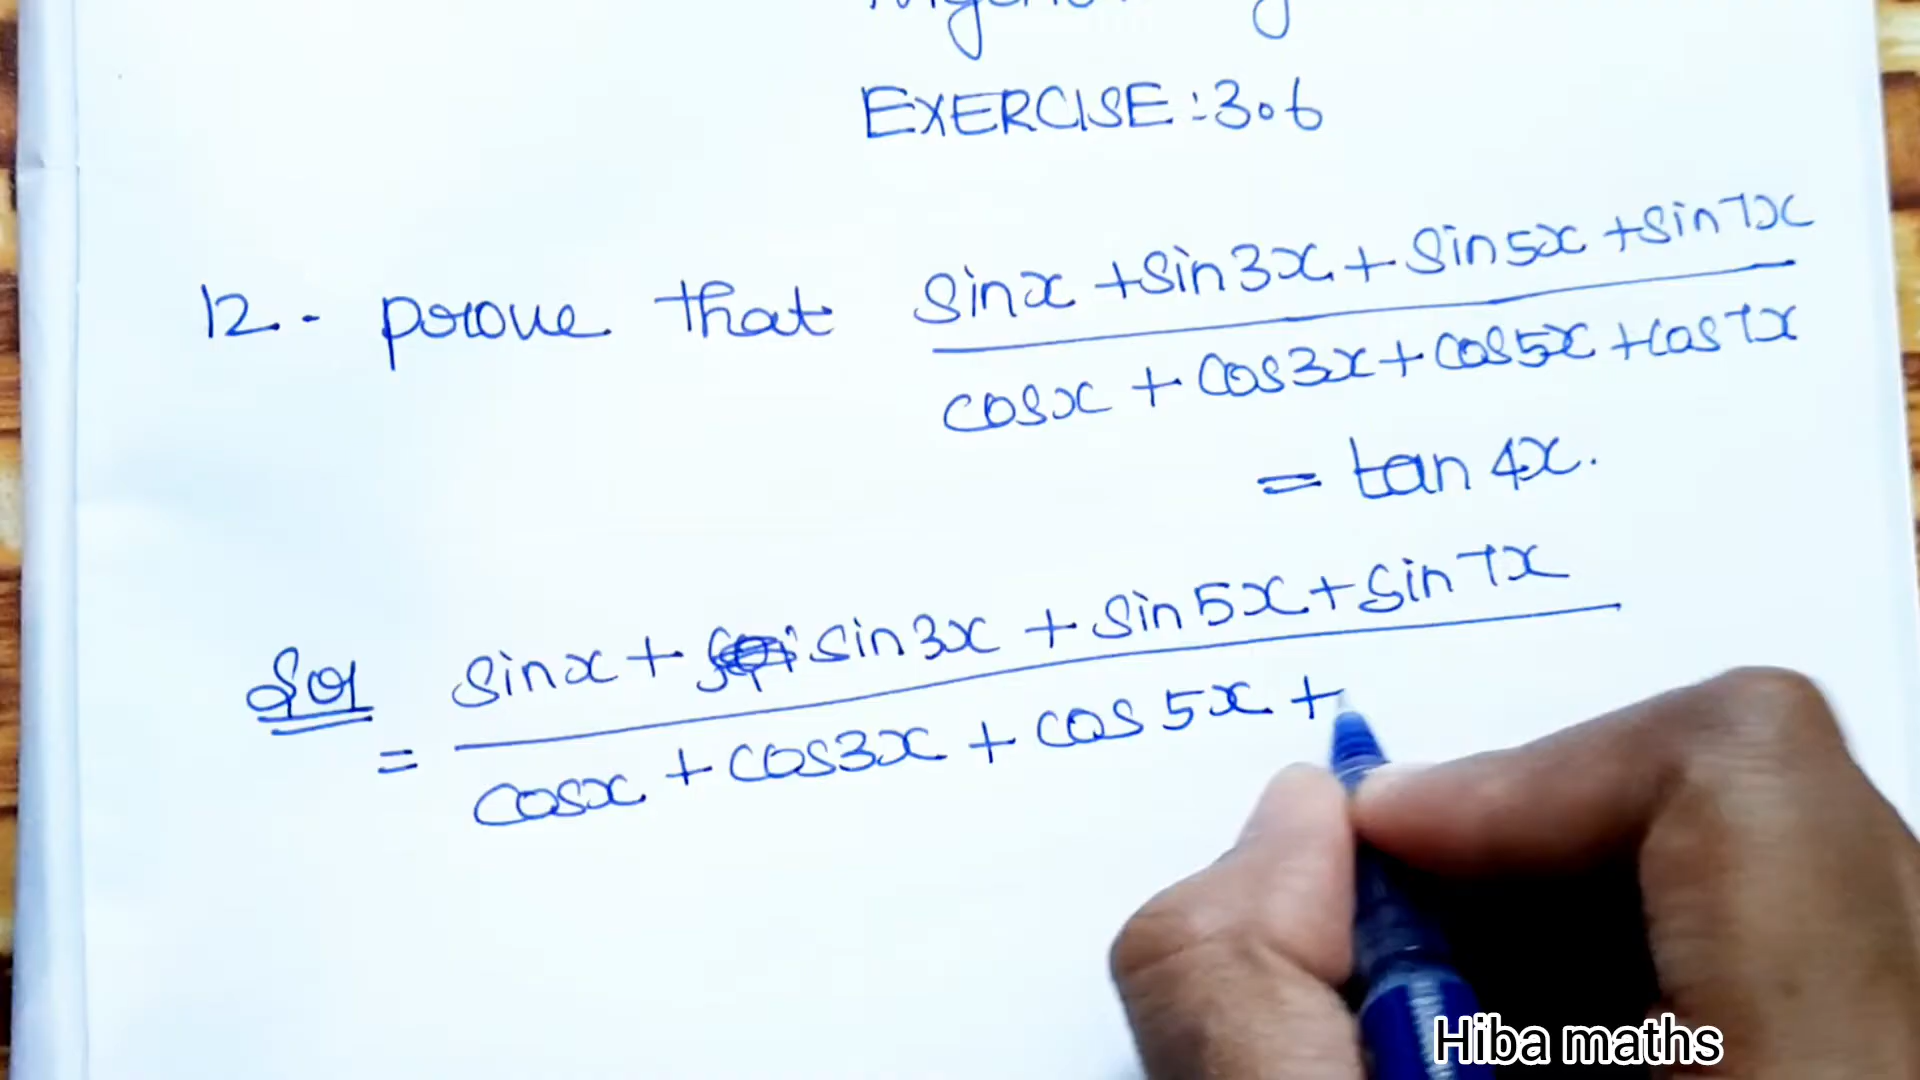 EXERCISE : 3.6
12. prove that sinx + sin3x + sin5x + sin7x
cosx + cos3x + cos5x + cos7x
= tan 4x.
Sol sinx + sin3x + sin5x + sin7x
= cosx + cos3x + cos5x +
Hiba maths